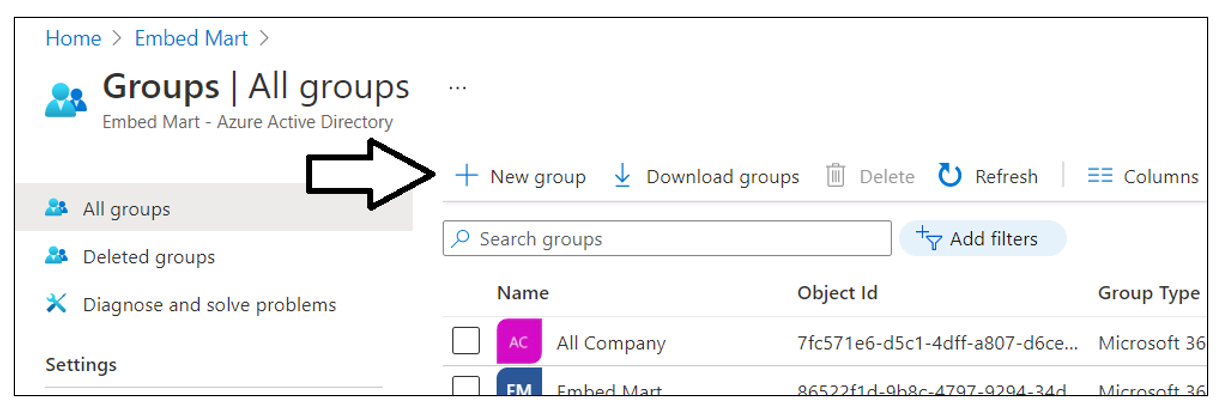 Home > Embed Mart >
Groups | All groups ...
Embed Mart - Azure Active Directory
New group Download groups Delete Refresh Columns
All groups
Deleted groups
Diagnose and solve problems
Settings
Search groups Add filters
Name Object Id Group Type
AC All Company 7fc571e6-d5c1-4dff-a807-d6ce... Microsoft 36
EM Embed Mart 86522f1d-9b8c-4797-9294-34d Microsoft 36